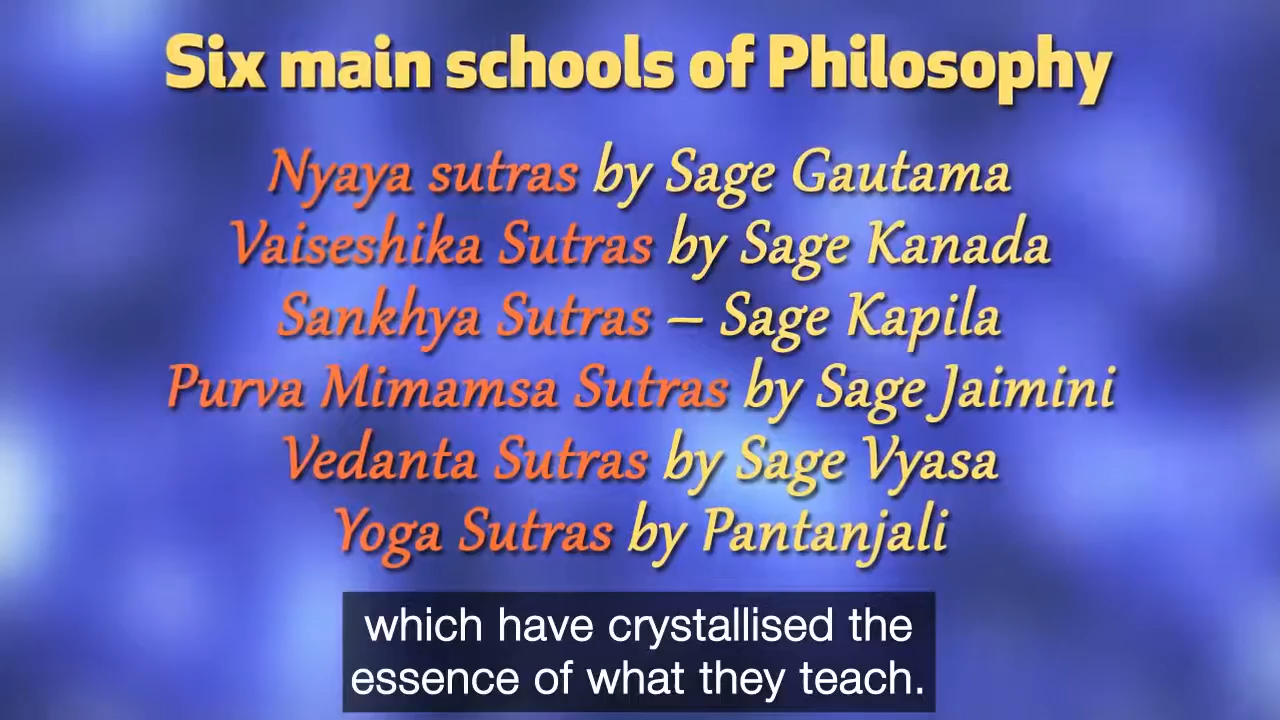 Six main schools of Philosophy
Nyaya sutras by Sage Gautama
Vaiseshika Sutras by Sage Kanada
Sankhya Sutras – Sage Kapila
Purva Mimamsa Sutras by Sage Jaimini
Vedanta Sutras by Sage Vyasa
Yoga Sutras by Pantanjali
which have crystallised the
essence of what they teach.